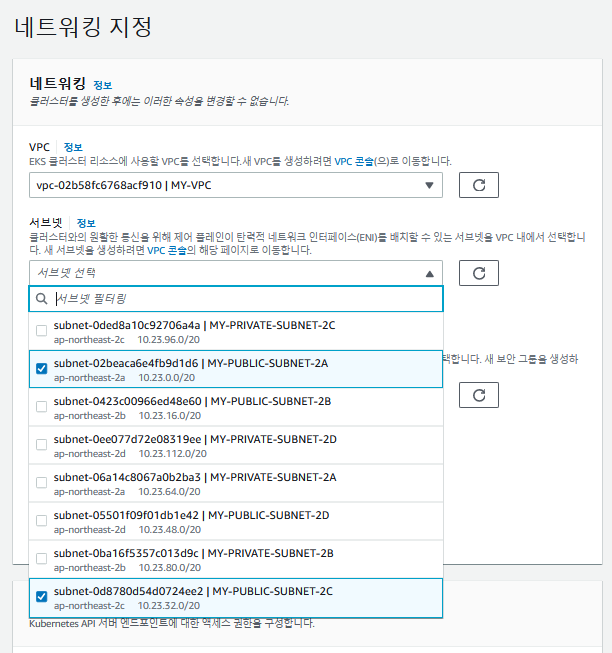 네트워킹 지정
네트워킹 정보
클러스터를 생성한 후에는 이러한 속성을 변경할 수 없습니다.
VPC 정보
EKS 클러스터 리소스에 사용할 VPC를 선택합니다.새 VPC를 생성하려면 VPC 콘솔(으)로 이동합니다.
vpc-02b58fc6768acf910 | MY-VPC
서브넷 정보
클러스터와의 원활한 통신을 위해 제어 플레인이 탄력적 네트워크 인터페이스(ENI)를 배치할 수 있는 서브넷을 VPC 내에서 선택합니
다. 새 서브넷을 생성하려면 VPC 콘솔의 해당 페이지로 이동합니다.
서브넷 선택
서브넷 필터링
subnet-0ded8a10c92706a4a | MY-PRIVATE-SUBNET-2C
ap-northeast-2c 10.23.96.0/20
subnet-02beaca6e4fb9d1d6 | MY-PUBLIC-SUBNET-2A
택합니다. 새 보안 그룹을 생성하
ap-northeast-2a 10.23.0.0/20
subnet-0423c00966ed48e60 | MY-PUBLIC-SUBNET-2B
ap-northeast-2b 10.23.16.0/20
subnet-0ee077d72e08319ee | MY-PRIVATE-SUBNET-2D
ap-northeast-2d 10.23.112.0/20
subnet-06a14c8067a0b2ba3 | MY-PRIVATE-SUBNET-2A
ap-northeast-2a 10.23.64.0/20
subnet-05501f09f01db1e42 | MY-PUBLIC-SUBNET-2D
ap-northeast-2d 10.23.48.0/20
subnet-0ba16f5357c013d9c | MY-PRIVATE-SUBNET-2B
ap-northeast-2b 10.23.80.0/20
subnet-0d8780d54d0724ee2 | MY-PUBLIC-SUBNET-2C
ap-northeast-2c 10.23.32.0/20
Kubernetes API 서버 엔드포인트에 대한 액세스 권한을 구성합니다.